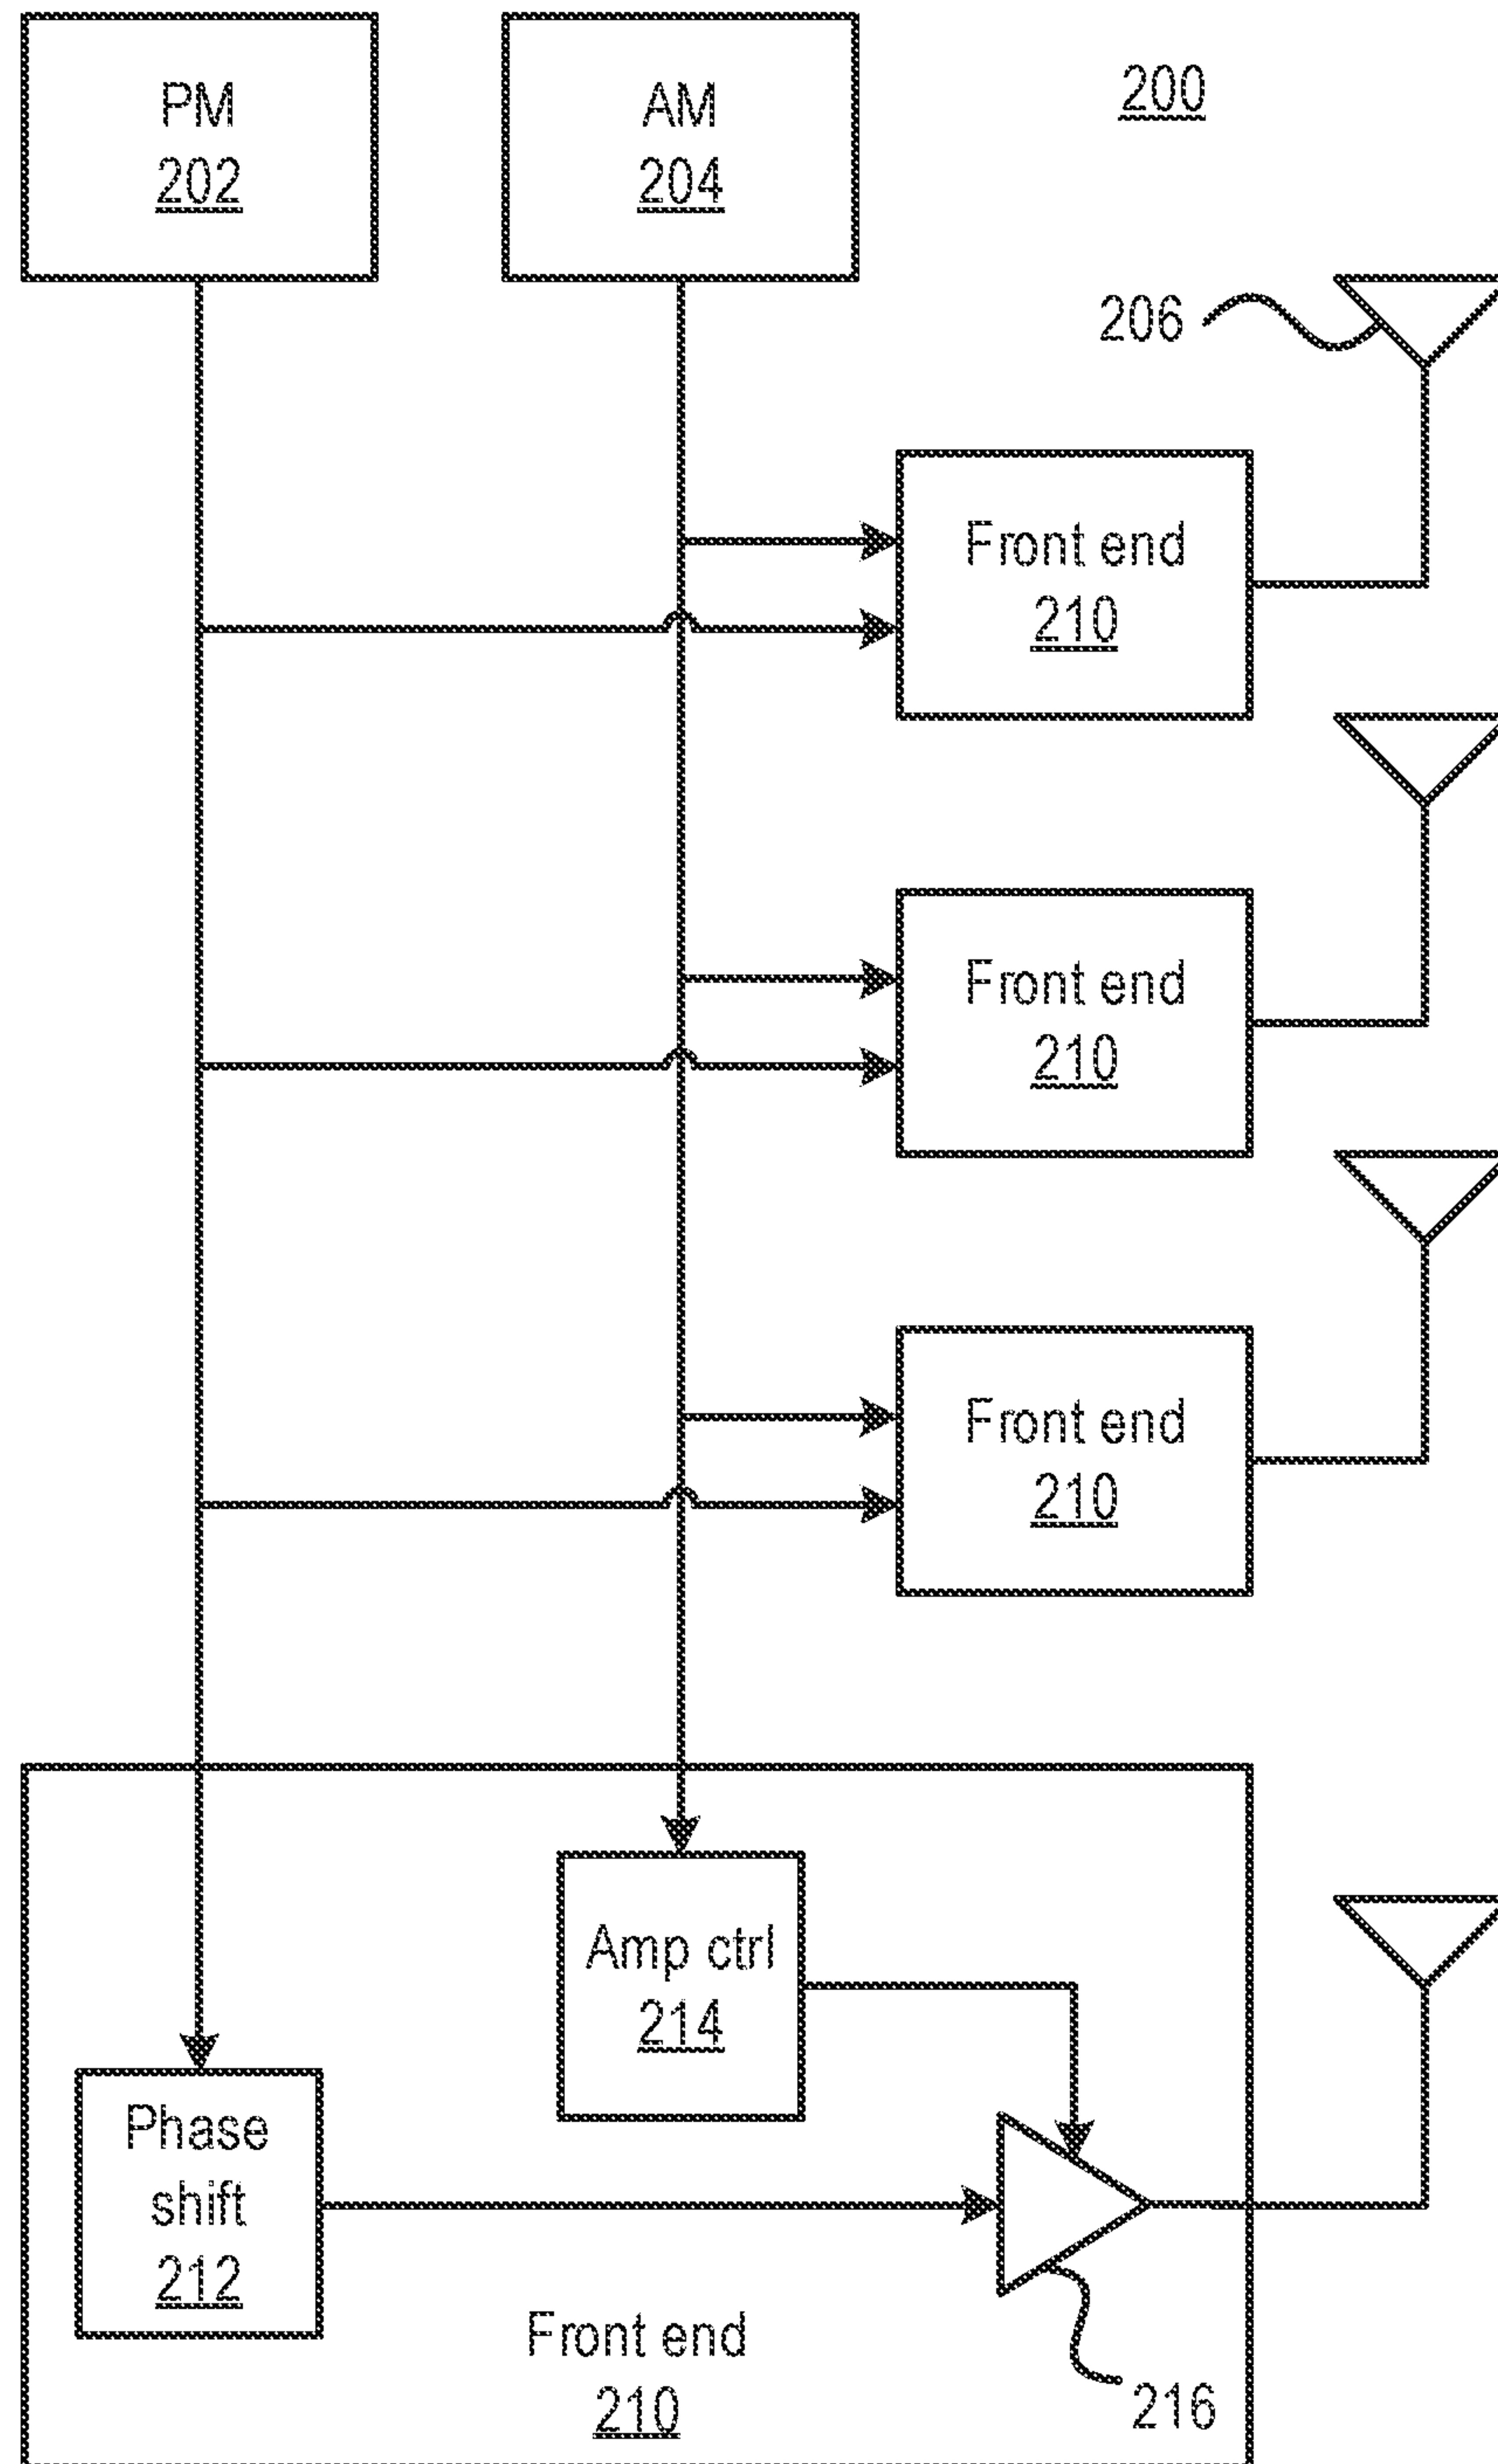 PM
202
AM
204
200
206
Front end
210
Front end
210
Front end
210
Amp ctrl
214
Phase
shift
212
Front end
210
216